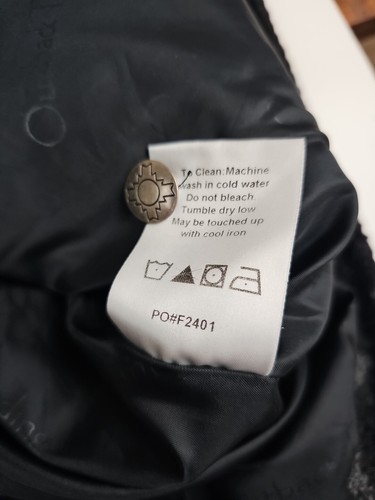 To Clean:Machine
wash in cold water
Do not bleach
Tumble dry low
May be touched up
with cool iron
PO#F2401